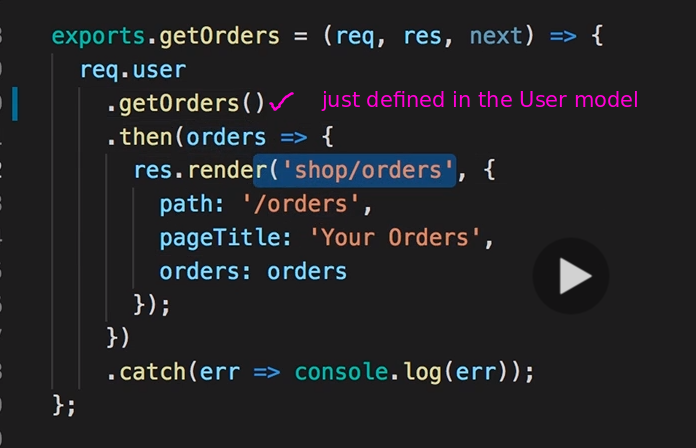 exports.getOrders = (req, res, next) => {
req.user
.getOrders() just defined in the User model
.then(orders => {
res.render('shop/orders', {
path: '/orders',
pageTitle: 'Your Orders',
orders: orders
});
})
.catch(err => console.log(err));
};